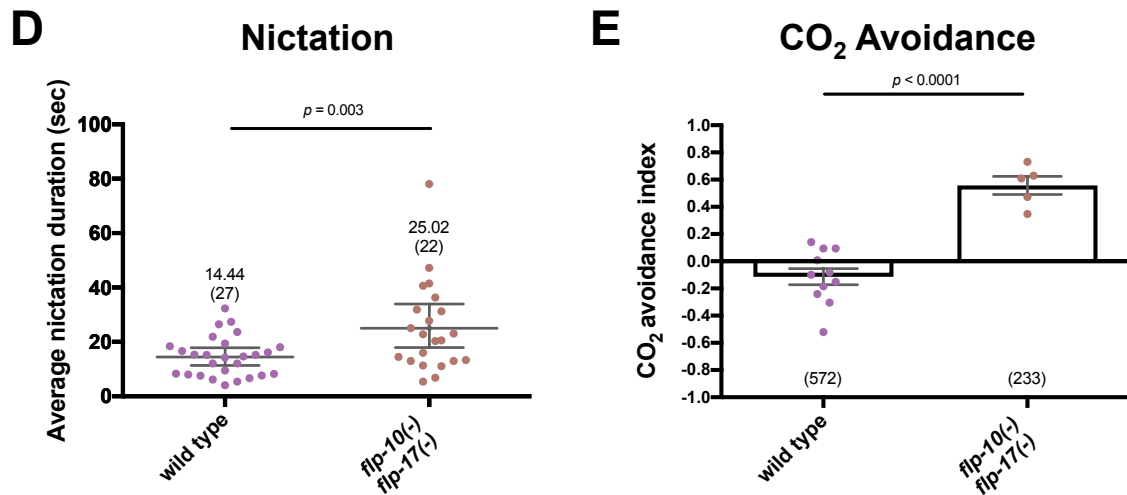 D
Nictation
Average nictation duration (sec)
p = 0.003
100
80
60
40
20
0
14.44
(27)
25.02
(22)
wild type
flp-10(-)
flp-17(-)
E
CO₂ Avoidance
CO₂ avoidance index
p < 0.0001
1.0
0.8
0.6
0.4
0.2
0.0
-0.2
-0.4
-0.6
-0.8
-1.0
(572)
(233)
wild type
flp-10(-)
flp-17(-)